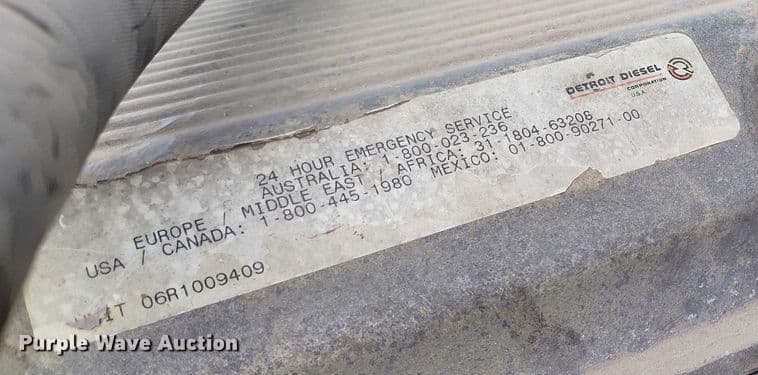 DETROIT DIESEL
CORPORATION
U.S.A.
24 HOUR EMERGENCY SERVICE
AUSTRALIA: 1-800-023-236
EUROPE / MIDDLE EAST / AFRICA: 31-1804-63208
USA / CANADA: 1-800-445-1980 MEXICO: 01-800-90271-00
06R1009409
Purple Wave Auction